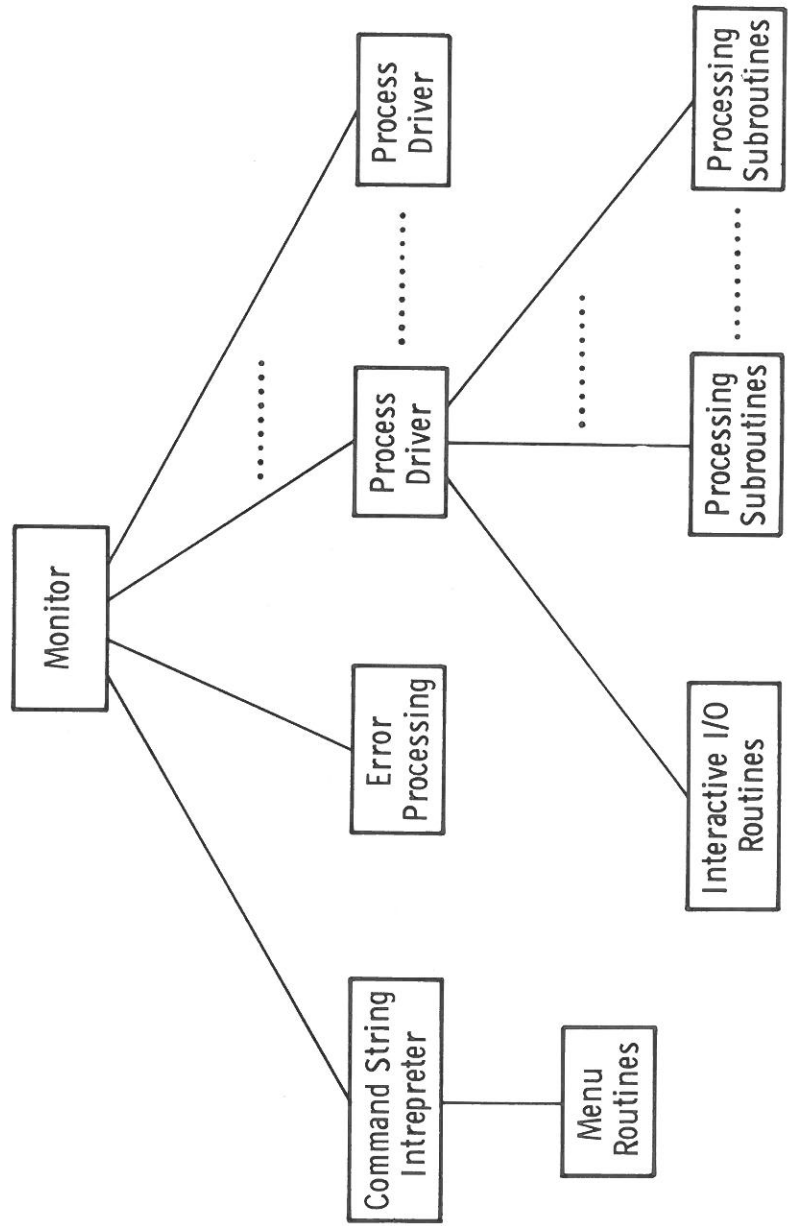 Monitor
Command String
Intrepreter
Error
Processing
Process
Driver
Process
Driver
Menu
Routines
Interactive I/O
Routines
Processing
Subroutines
Processing
Subroutines